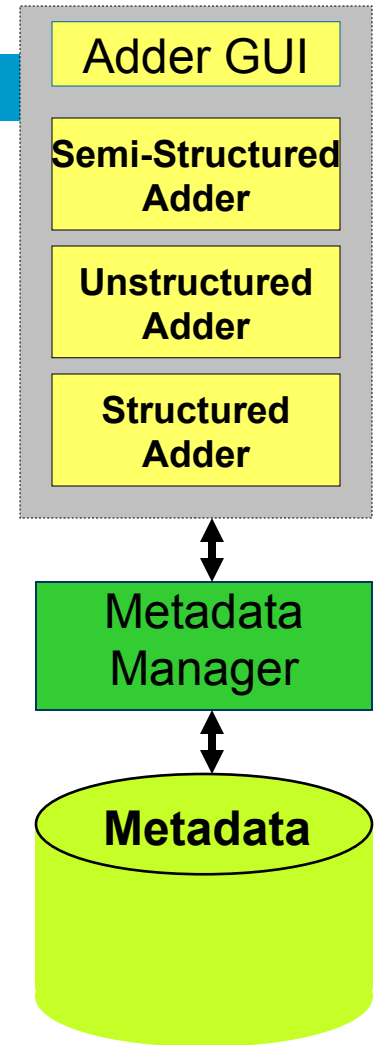 Adder GUI
Semi-Structured
Adder
Unstructured
Adder
Structured
Adder
Metadata
Manager
Metadata